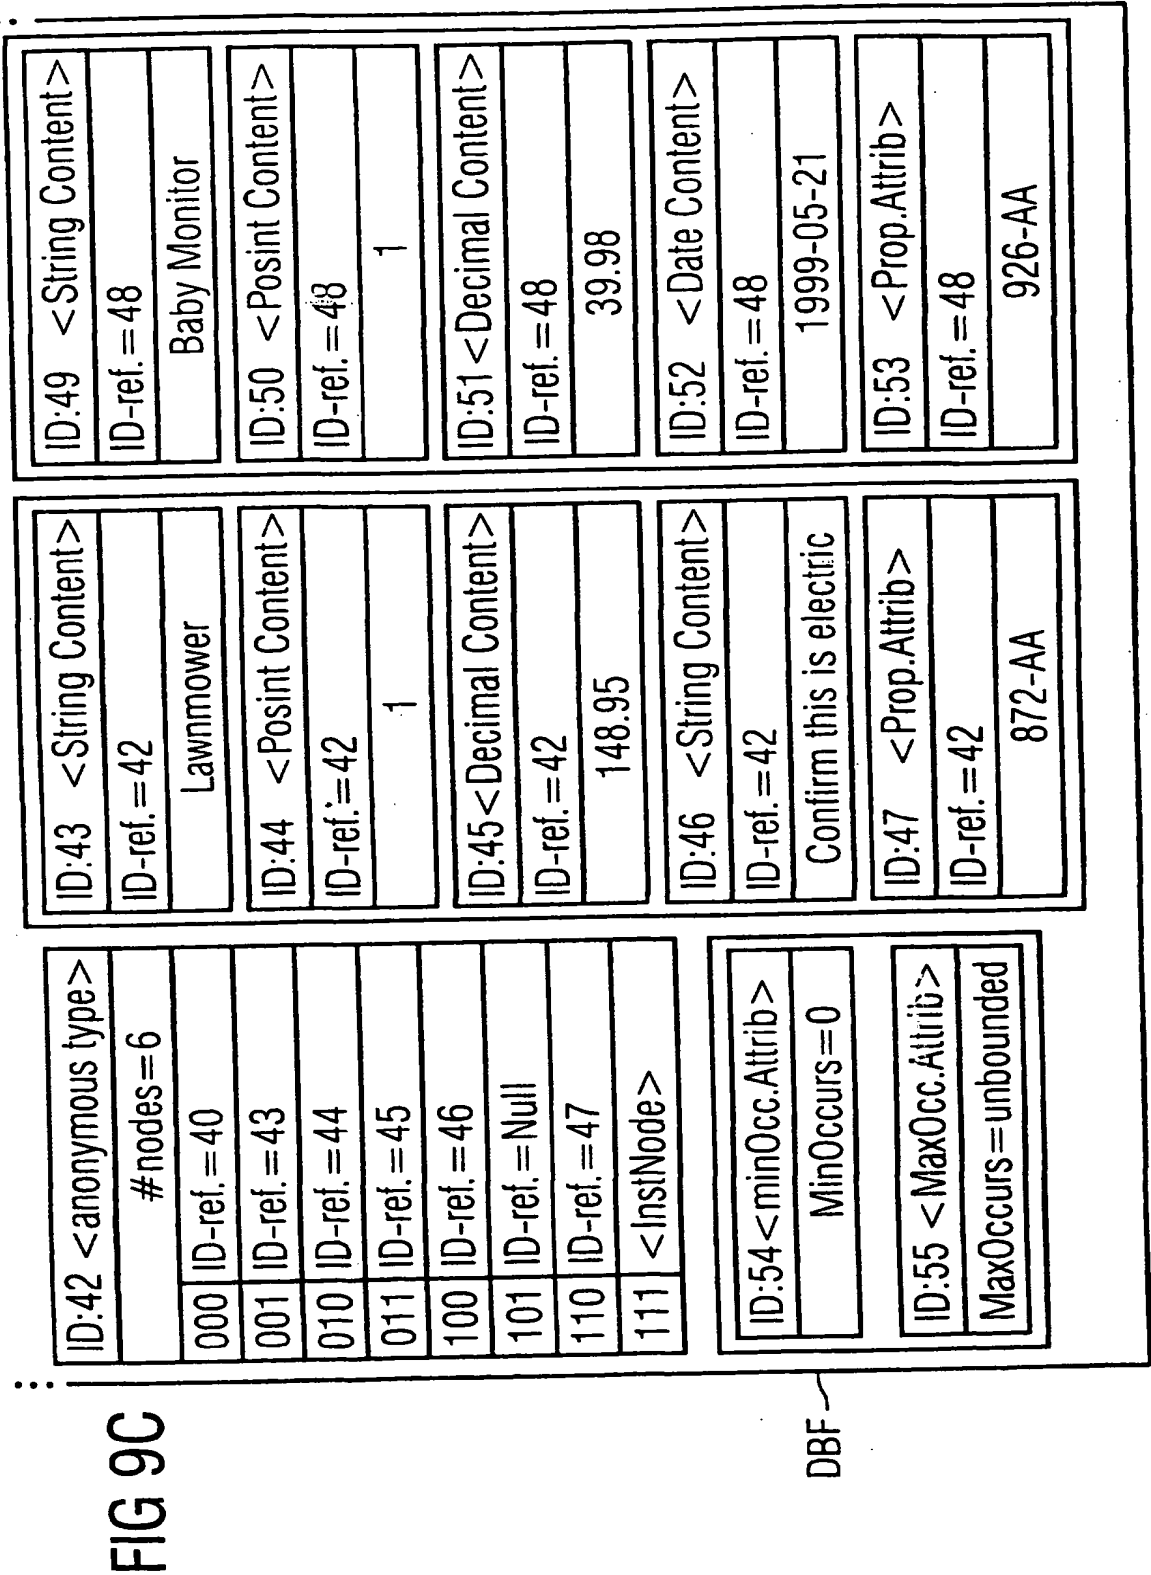 FIG 9C
ID:42 <anonymous type>
#nodes=6
000 ID-ref.=40
001 ID-ref.=43
010 ID-ref.=44
011 ID-ref.=45
100 ID-ref.=46
101 ID-ref.=Null
110 ID-ref.=47
111 <InstNode>
ID:54<minOcc.Attrib>
MinOccurs=0
ID:55 <MaxOcc.Attrib>
MaxOccurs=unbounded
DBF
ID:43 <String Content>
ID-ref.=42
Lawnmower
ID:44 <Posint Content>
ID-ref.=42
1
ID:45<Decimal Content>
ID-ref.=42
148.95
ID:46 <String Content>
ID-ref.=42
Confirm this is electric
ID:47 <Prop.Attrib>
ID-ref.=42
872-AA
ID:49 <String Content>
ID-ref.=48
Baby Monitor
ID:50 <Posint Content>
ID-ref.=48
1
ID:51<Decimal Content>
ID-ref.=48
39.98
ID:52 <Date Content>
ID-ref.=48
1999-05-21
ID:53 <Prop.Attrib>
ID-ref.=48
926-AA